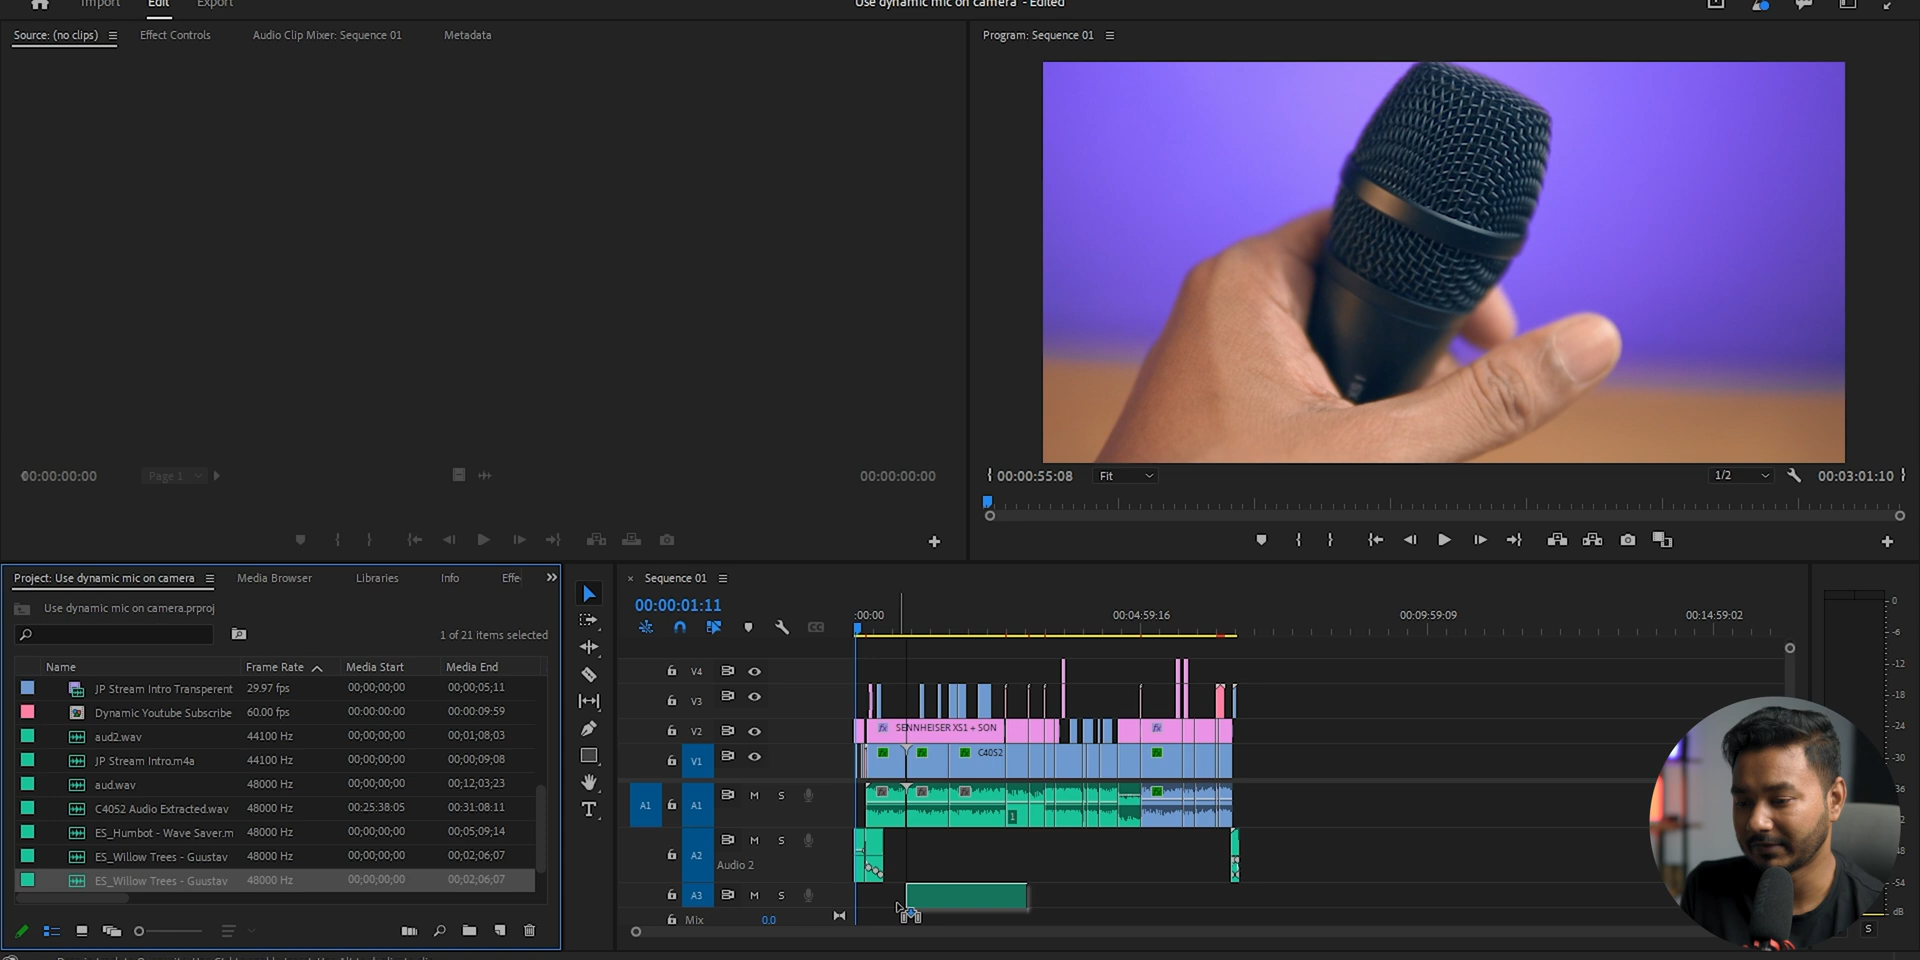 Import
Edit
Export
Use dynamic mic on camera - Edited
Source: (no clips)
Effect Controls
Audio Clip Mixer: Sequence 01
Metadata
Program: Sequence 01
00:00:00:00
Page 1
00:00:00:00
00:00:55:08
Fit
1/2
00:03:01:10
Project: Use dynamic mic on camera
Media Browser
Libraries
Info
Effe
Use dynamic mic on camera.prproj
1 of 21 items selected
Name
Frame Rate
Media Start
Media End
JP Stream Intro Transperent
29.97 fps
00;00;00;00
00;00;05;11
Dynamic Youtube Subscribe
60.00 fps
00:00:00:00
00:00:09:59
aud2.wav
44100 Hz
00;00;00;00
00;01;08;03
JP Stream Intro.m4a
44100 Hz
00;00;00;00
00;00;09;08
aud.wav
48000 Hz
00;00;00;00
00;12;03;23
C4052 Audio Extracted.wav
48000 Hz
00:25:38:05
00:31:08:11
ES_Humbot - Wave Saver.m
48000 Hz
00;00;00;00
00;05;09;14
ES_Willow Trees - Guustav
48000 Hz
00;00;00;00
00;02;06;07
ES_Willow Trees - Guustav
48000 Hz
00;00;00;00
00;02;06;07
Sequence 01
00:00:01:11
:00:00
00:04:59:16
00:09:59:09
00:14:59:02
V4
V3
V2
SENNHEISER XS1 + SON
V1
C4052
A1
A1
M
S
1
A2
M
S
Audio 2
A3
M
S
Mix
0.0
0
-6
-12
-18
-24
-30
36
48
-54
dB
S